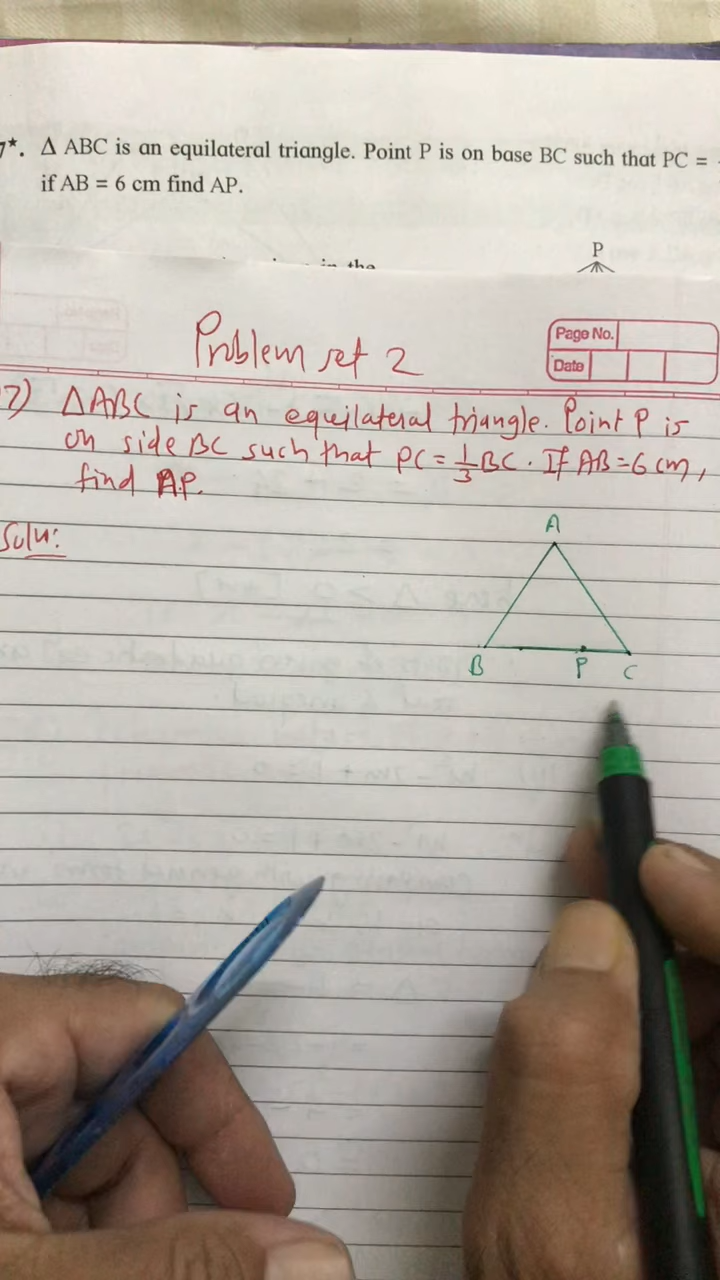 7*. Δ ABC is an equilateral triangle. Point P is on base BC such that PC =
if AB = 6 cm find AP.
in the
P
Page No.
Date
Problem set 2
7) ΔABC is an equilateral triangle. Point P is
on side BC such that PC = 1/3 BC. If AB = 6 cm,
find AP.
Solu:
A
B P C